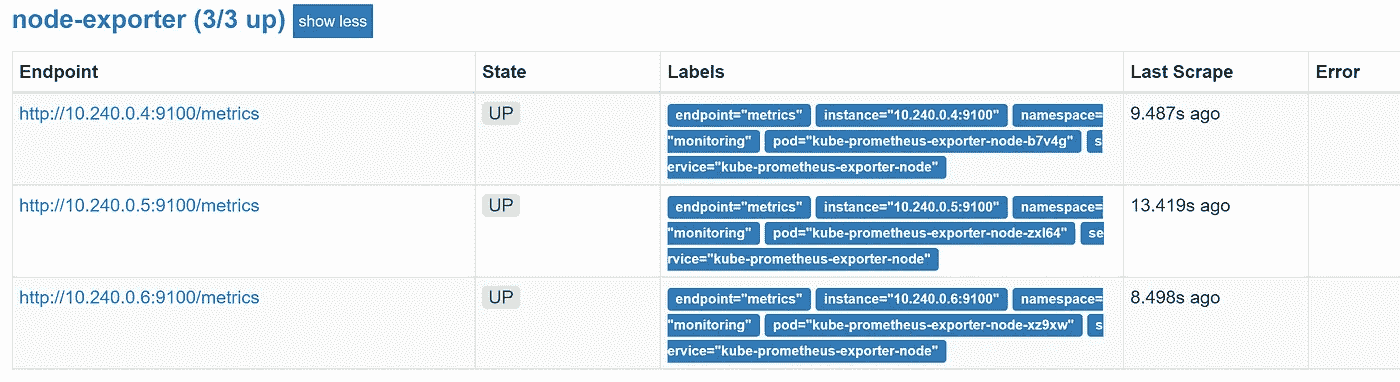 node-exporter (3/3 up) show less
Endpoint State Labels Last Scrape Error
http://10.240.0.4:9100/metrics UP endpoint="metrics" instance="10.240.0.4:9100" namespace= 9.487s ago
"monitoring" pod="kube-prometheus-exporter-node-b7v4g" s
ervice="kube-prometheus-exporter-node"
http://10.240.0.5:9100/metrics UP endpoint="metrics" instance="10.240.0.5:9100" namespace= 13.419s ago
"monitoring" pod="kube-prometheus-exporter-node-zxl64" se
rvice="kube-prometheus-exporter-node"
http://10.240.0.6:9100/metrics UP endpoint="metrics" instance="10.240.0.6:9100" namespace= 8.498s ago
"monitoring" pod="kube-prometheus-exporter-node-xz9xw" s
ervice="kube-prometheus-exporter-node"